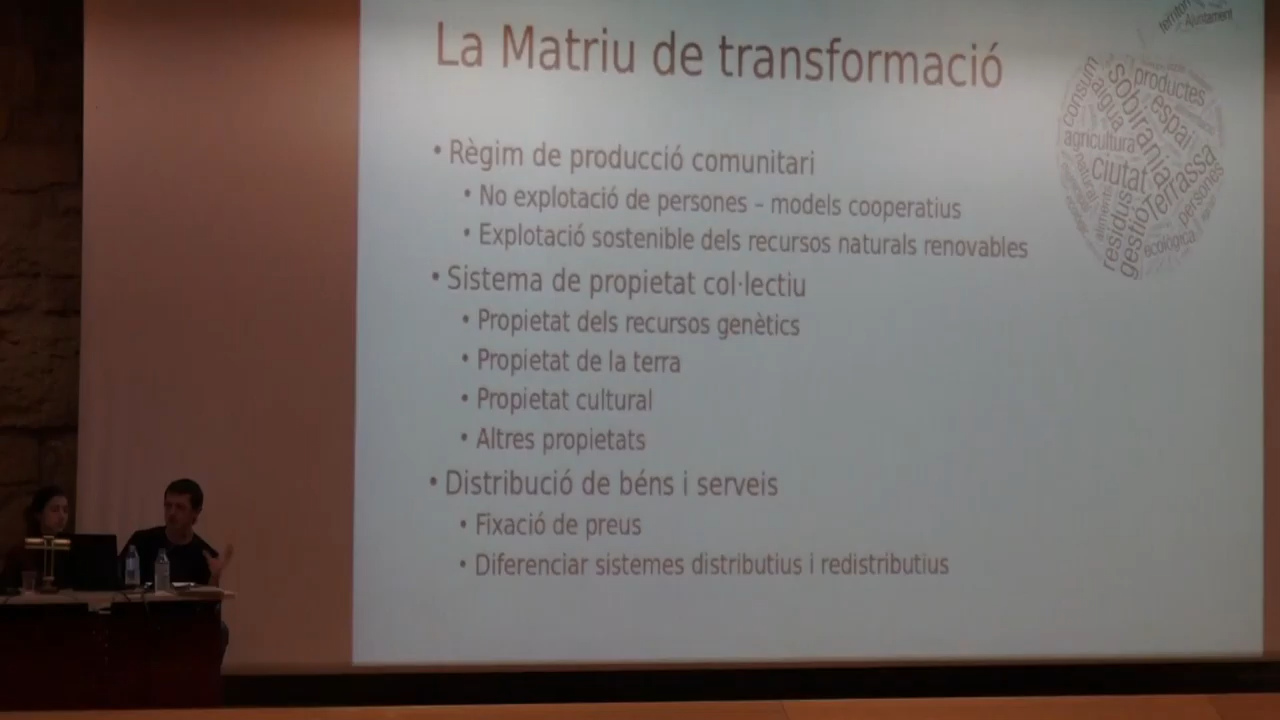 La Matriu de transformació
• Règim de producció comunitari
• No explotació de persones – models cooperatius
• Explotació sostenible dels recursos naturals renovables
• Sistema de propietat col·lectiu
• Propietat dels recursos genètics
• Propietat de la terra
• Propietat cultural
• Altres propietats
• Distribució de béns i serveis
• Fixació de preus
• Diferenciar sistemes distributius i redistributius
territori
Ajuntament
consum
aigua
sobirania
productes
espai
agricultura
natural
ciutat
Terrassa
Persones
residus
gestió
ecològica